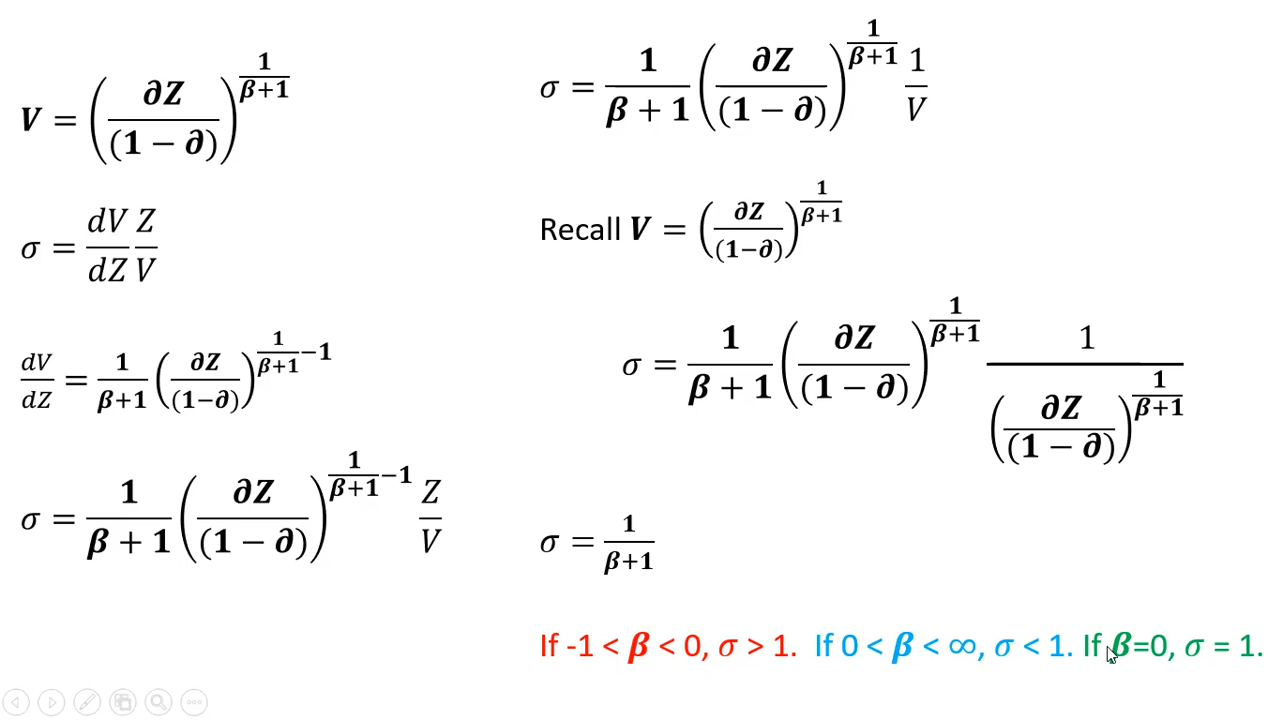 V = (∂Z/(1 − ∂))^(1/(β+1))
σ = dV/dZ Z/V
dV/dZ = 1/(β+1) (∂Z/(1−∂))^(1/(β+1) −1)
σ = 1/(β + 1) (∂Z/(1 − ∂))^(1/(β+1) −1) Z/V
σ = 1/(β + 1) (∂Z/(1 − ∂))^(1/(β+1)) 1/V
Recall V = (∂Z/(1−∂))^(1/(β+1))
σ = 1/(β + 1) (∂Z/(1 − ∂))^(1/(β+1)) 1/(∂Z/(1 − ∂))^(1/(β+1))
σ = 1/(β+1)
If -1 < β < 0, σ > 1. If 0 < β < ∞, σ < 1. If β=0, σ = 1.